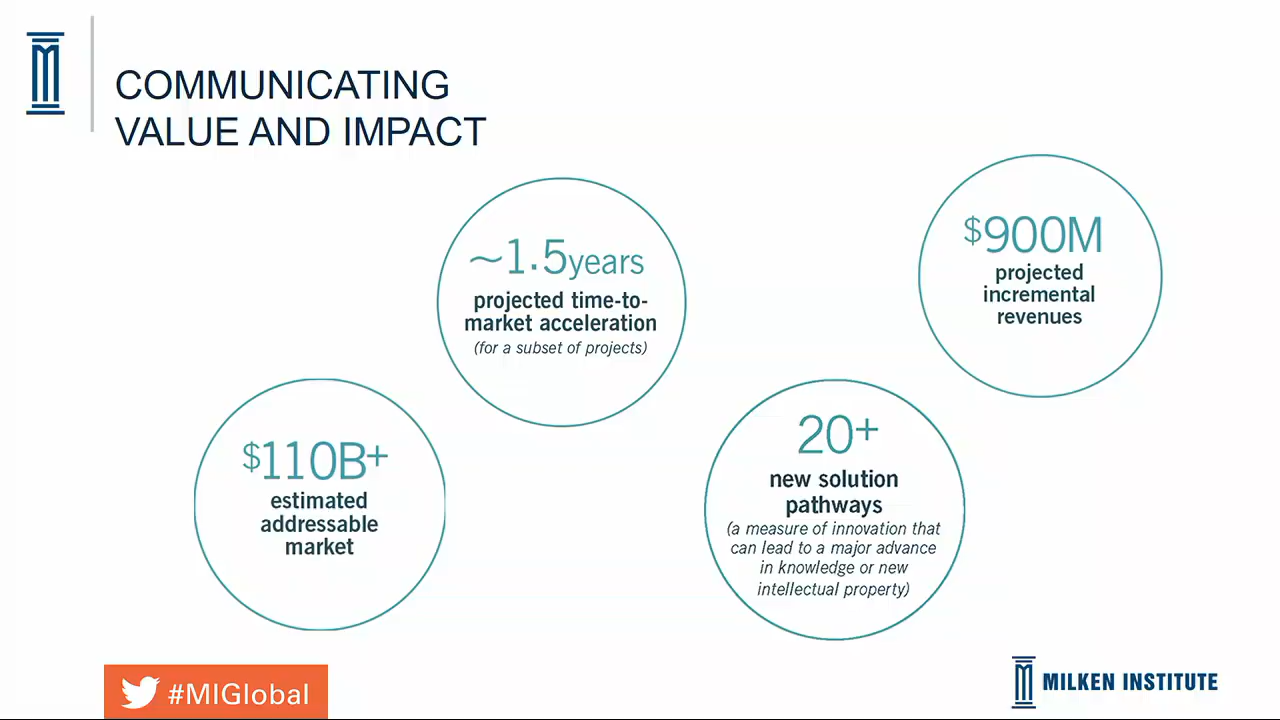 COMMUNICATING
VALUE AND IMPACT
$110B+
estimated
addressable
market
~1.5years
projected time-to-
market acceleration
(for a subset of projects)
20+
new solution
pathways
(a measure of innovation that
can lead to a major advance
in knowledge or new
intellectual property)
$900M
projected
incremental
revenues
#MIGlobal
MILKEN INSTITUTE